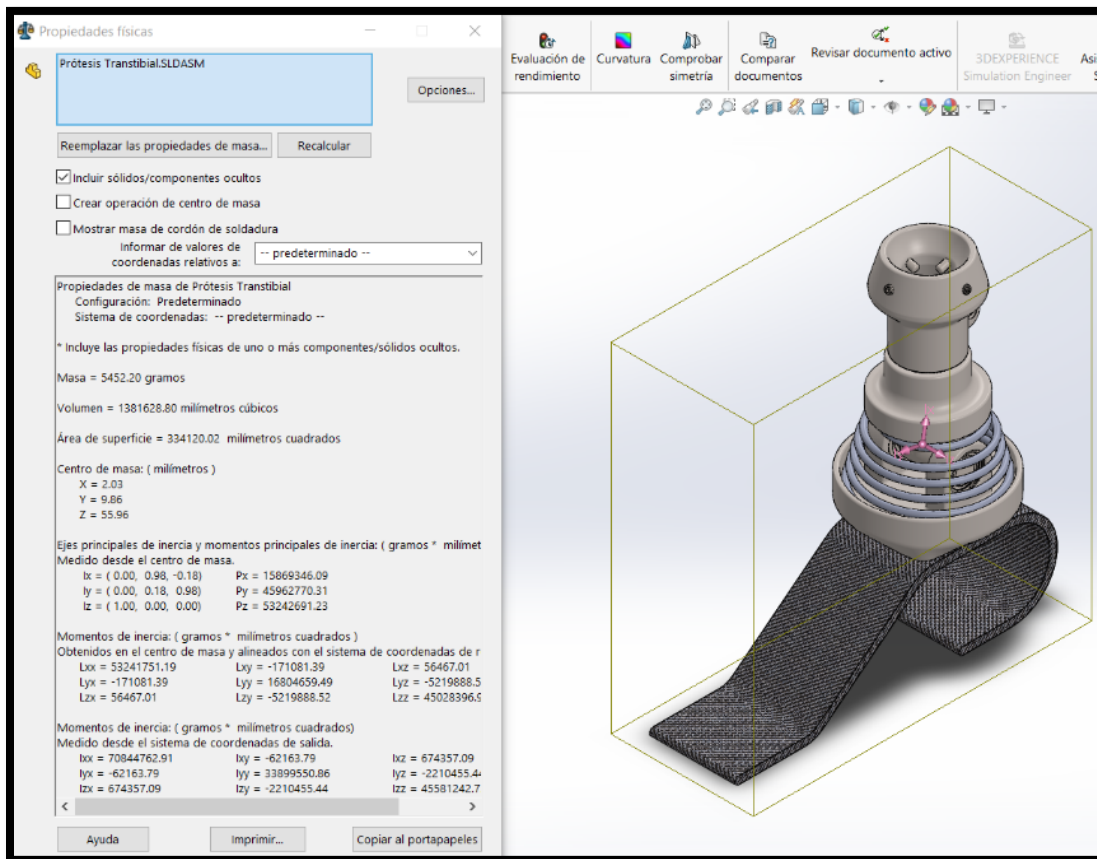 Propiedades físicas
Prótesis Transtibial.SLDASM
Opciones...
Reemplazar las propiedades de masa...
Recalcular
Incluir sólidos/componentes ocultos
Crear operación de centro de masa
Mostrar masa de cordón de soldadura
Informar de valores de
coordenadas relativos a:
-- predeterminado --
Propiedades de masa de Prótesis Transtibial
Configuración: Predeterminado
Sistema de coordenadas: -- predeterminado --
* Incluye las propiedades físicas de uno o más componentes/sólidos ocultos.
Masa = 5452.20 gramos
Volumen = 1381628.80 milímetros cúbicos
Área de superficie = 334120.02 milímetros cuadrados
Centro de masa: ( milímetros )
X = 2.03
Y = 9.86
Z = 55.96
Ejes principales de inercia y momentos principales de inercia: ( gramos * milímet
Medido desde el centro de masa.
Ix = ( 0.00, 0.98, -0.18) Px = 15869346.09
Iy = ( 0.00, 0.18, 0.98) Py = 45962770.31
Iz = ( 1.00, 0.00, 0.00) Pz = 53242691.23
Momentos de inercia: ( gramos * milímetros cuadrados )
Obtenidos en el centro de masa y alineados con el sistema de coordenadas de r
Lxx = 53241751.19 Lxy = -171081.39 Lxz = 56467.01
Lyx = -171081.39 Lyy = 16804659.49 Lyz = -5219888.5
Lzx = 56467.01 Lzy = -5219888.52 Lzz = 45028396.9
Momentos de inercia: ( gramos * milímetros cuadrados)
Medido desde el sistema de coordenadas de salida.
Ixx = 70844762.91 Ixy = -62163.79 Ixz = 674357.09
Iyx = -62163.79 Iyy = 33899550.86 Iyz = -2210455.4
Izx = 674357.09 Izy = -2210455.44 Izz = 45581242.7
Ayuda
Imprimir...
Copiar al portapapeles
Evaluación de
rendimiento
Curvatura
Comprobar
simetría
Comparar
documentos
Revisar documento activo
3DEXPERIENCE
Simulation Engineer
Asi
S